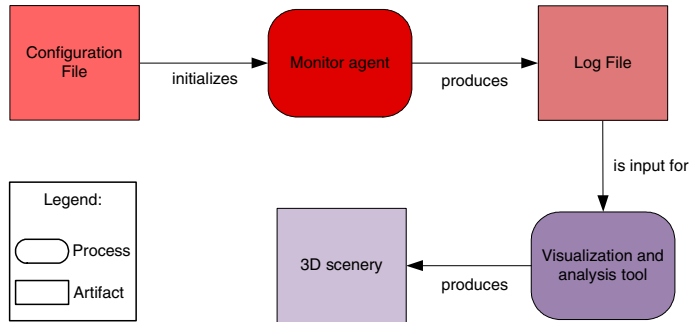 Configuration
File
initializes
Monitor agent
produces
Log File
is input for
Visualization and
analysis tool
produces
3D scenery
Legend:
Process
Artifact